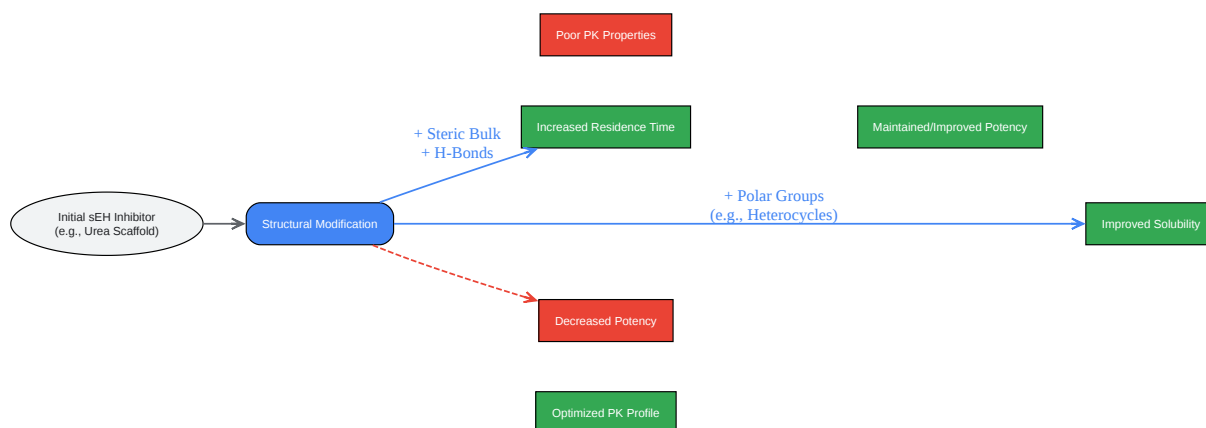 Poor PK Properties
+ Steric Bulk
+ H-Bonds
Increased Residence Time
Maintained/Improved Potency
Initial sEH Inhibitor
(e.g., Urea Scaffold)
Structural Modification
+ Polar Groups
(e.g., Heterocycles)
Improved Solubility
Decreased Potency
Optimized PK Profile